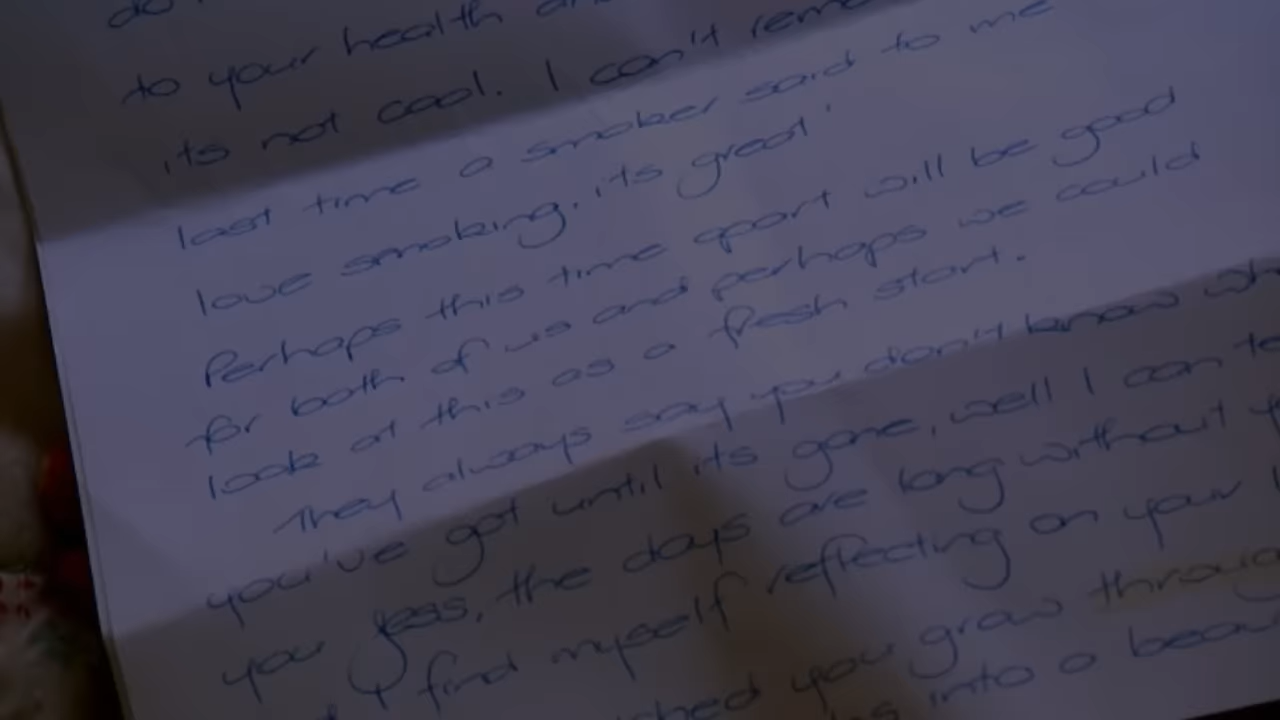 to your health
its not cool. I can't
last time a smoker said to me
love smoking, its great'
Perhaps this time apart will be good
for both of us and perhaps we could
look at this as a fresh start.
They always say you don't know
you've got until its gone, well I can
your Jess, the days are long without
I find myself reflecting on your
you grow
into a